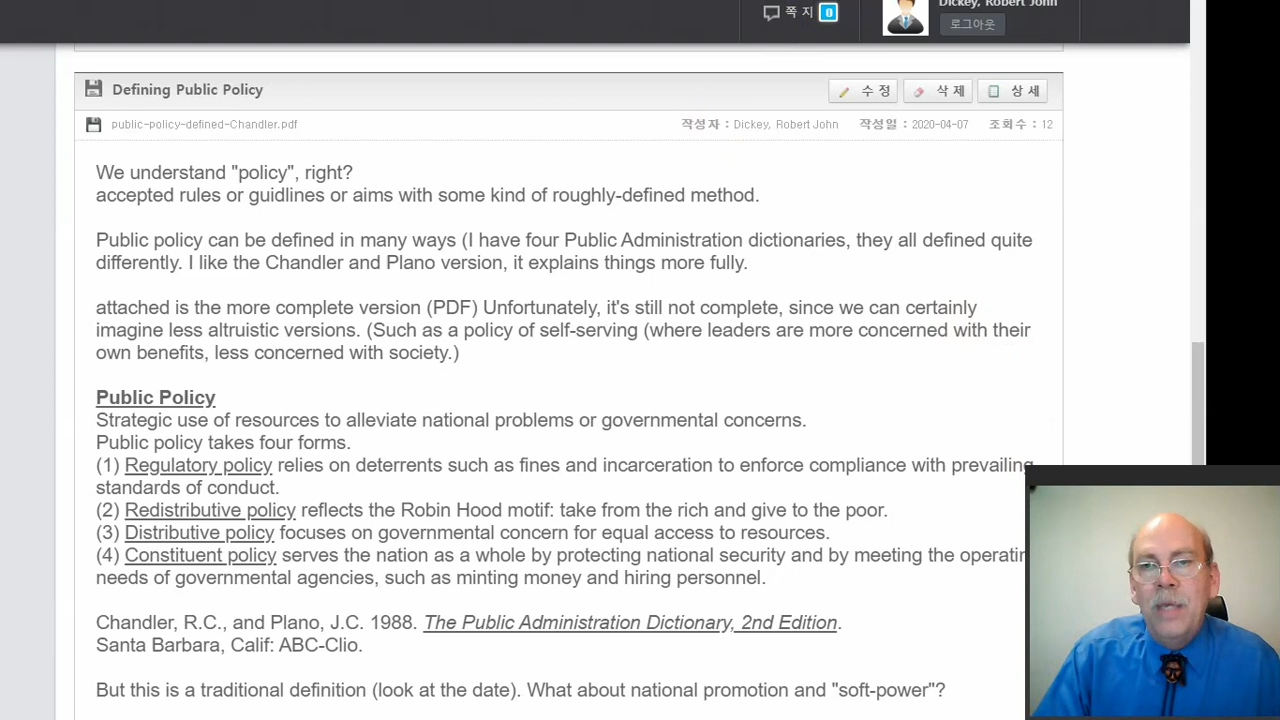 쪽 지 0
Dickey, Robert John
로그아웃
Defining Public Policy
수 정
삭 제
상 세
public-policy-defined-Chandler.pdf
작성자 : Dickey, Robert John 작성일 : 2020-04-07 조회수 : 12
We understand "policy", right?
accepted rules or guidlines or aims with some kind of roughly-defined method.
Public policy can be defined in many ways (I have four Public Administration dictionaries, they all defined quite
differently. I like the Chandler and Plano version, it explains things more fully.
attached is the more complete version (PDF) Unfortunately, it's still not complete, since we can certainly
imagine less altruistic versions. (Such as a policy of self-serving (where leaders are more concerned with their
own benefits, less concerned with society.)
Public Policy
Strategic use of resources to alleviate national problems or governmental concerns.
Public policy takes four forms.
(1) Regulatory policy relies on deterrents such as fines and incarceration to enforce compliance with prevailing
standards of conduct.
(2) Redistributive policy reflects the Robin Hood motif: take from the rich and give to the poor.
(3) Distributive policy focuses on governmental concern for equal access to resources.
(4) Constituent policy serves the nation as a whole by protecting national security and by meeting the operatin
needs of governmental agencies, such as minting money and hiring personnel.
Chandler, R.C., and Plano, J.C. 1988. The Public Administration Dictionary, 2nd Edition.
Santa Barbara, Calif: ABC-Clio.
But this is a traditional definition (look at the date). What about national promotion and "soft-power"?